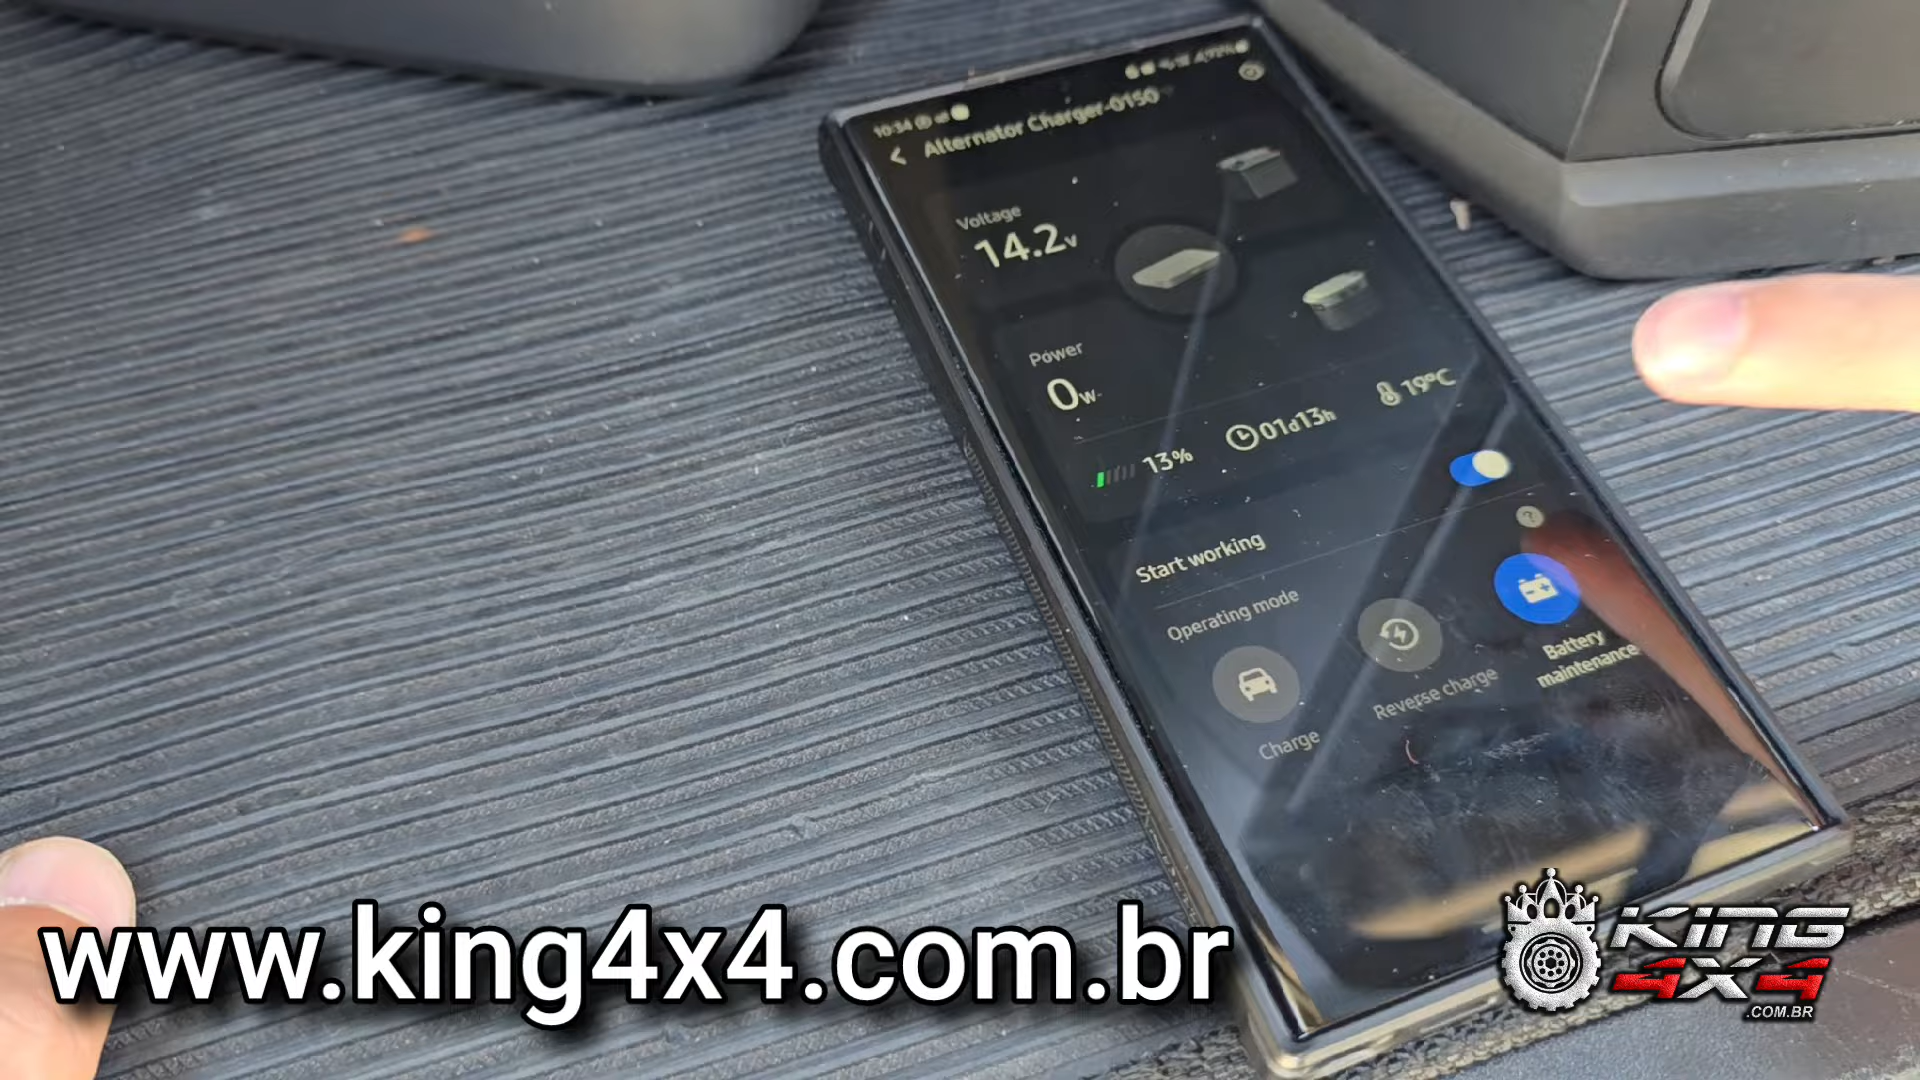 10:34
Alternator Charger-0150
Voltage
14.2v
Power
0w
13%
01d13h
19°C
Start working
Operating mode
Charge
Reverse charge
Battery
maintenance
www.king4x4.com.br
KING
4X4
.COM.BR